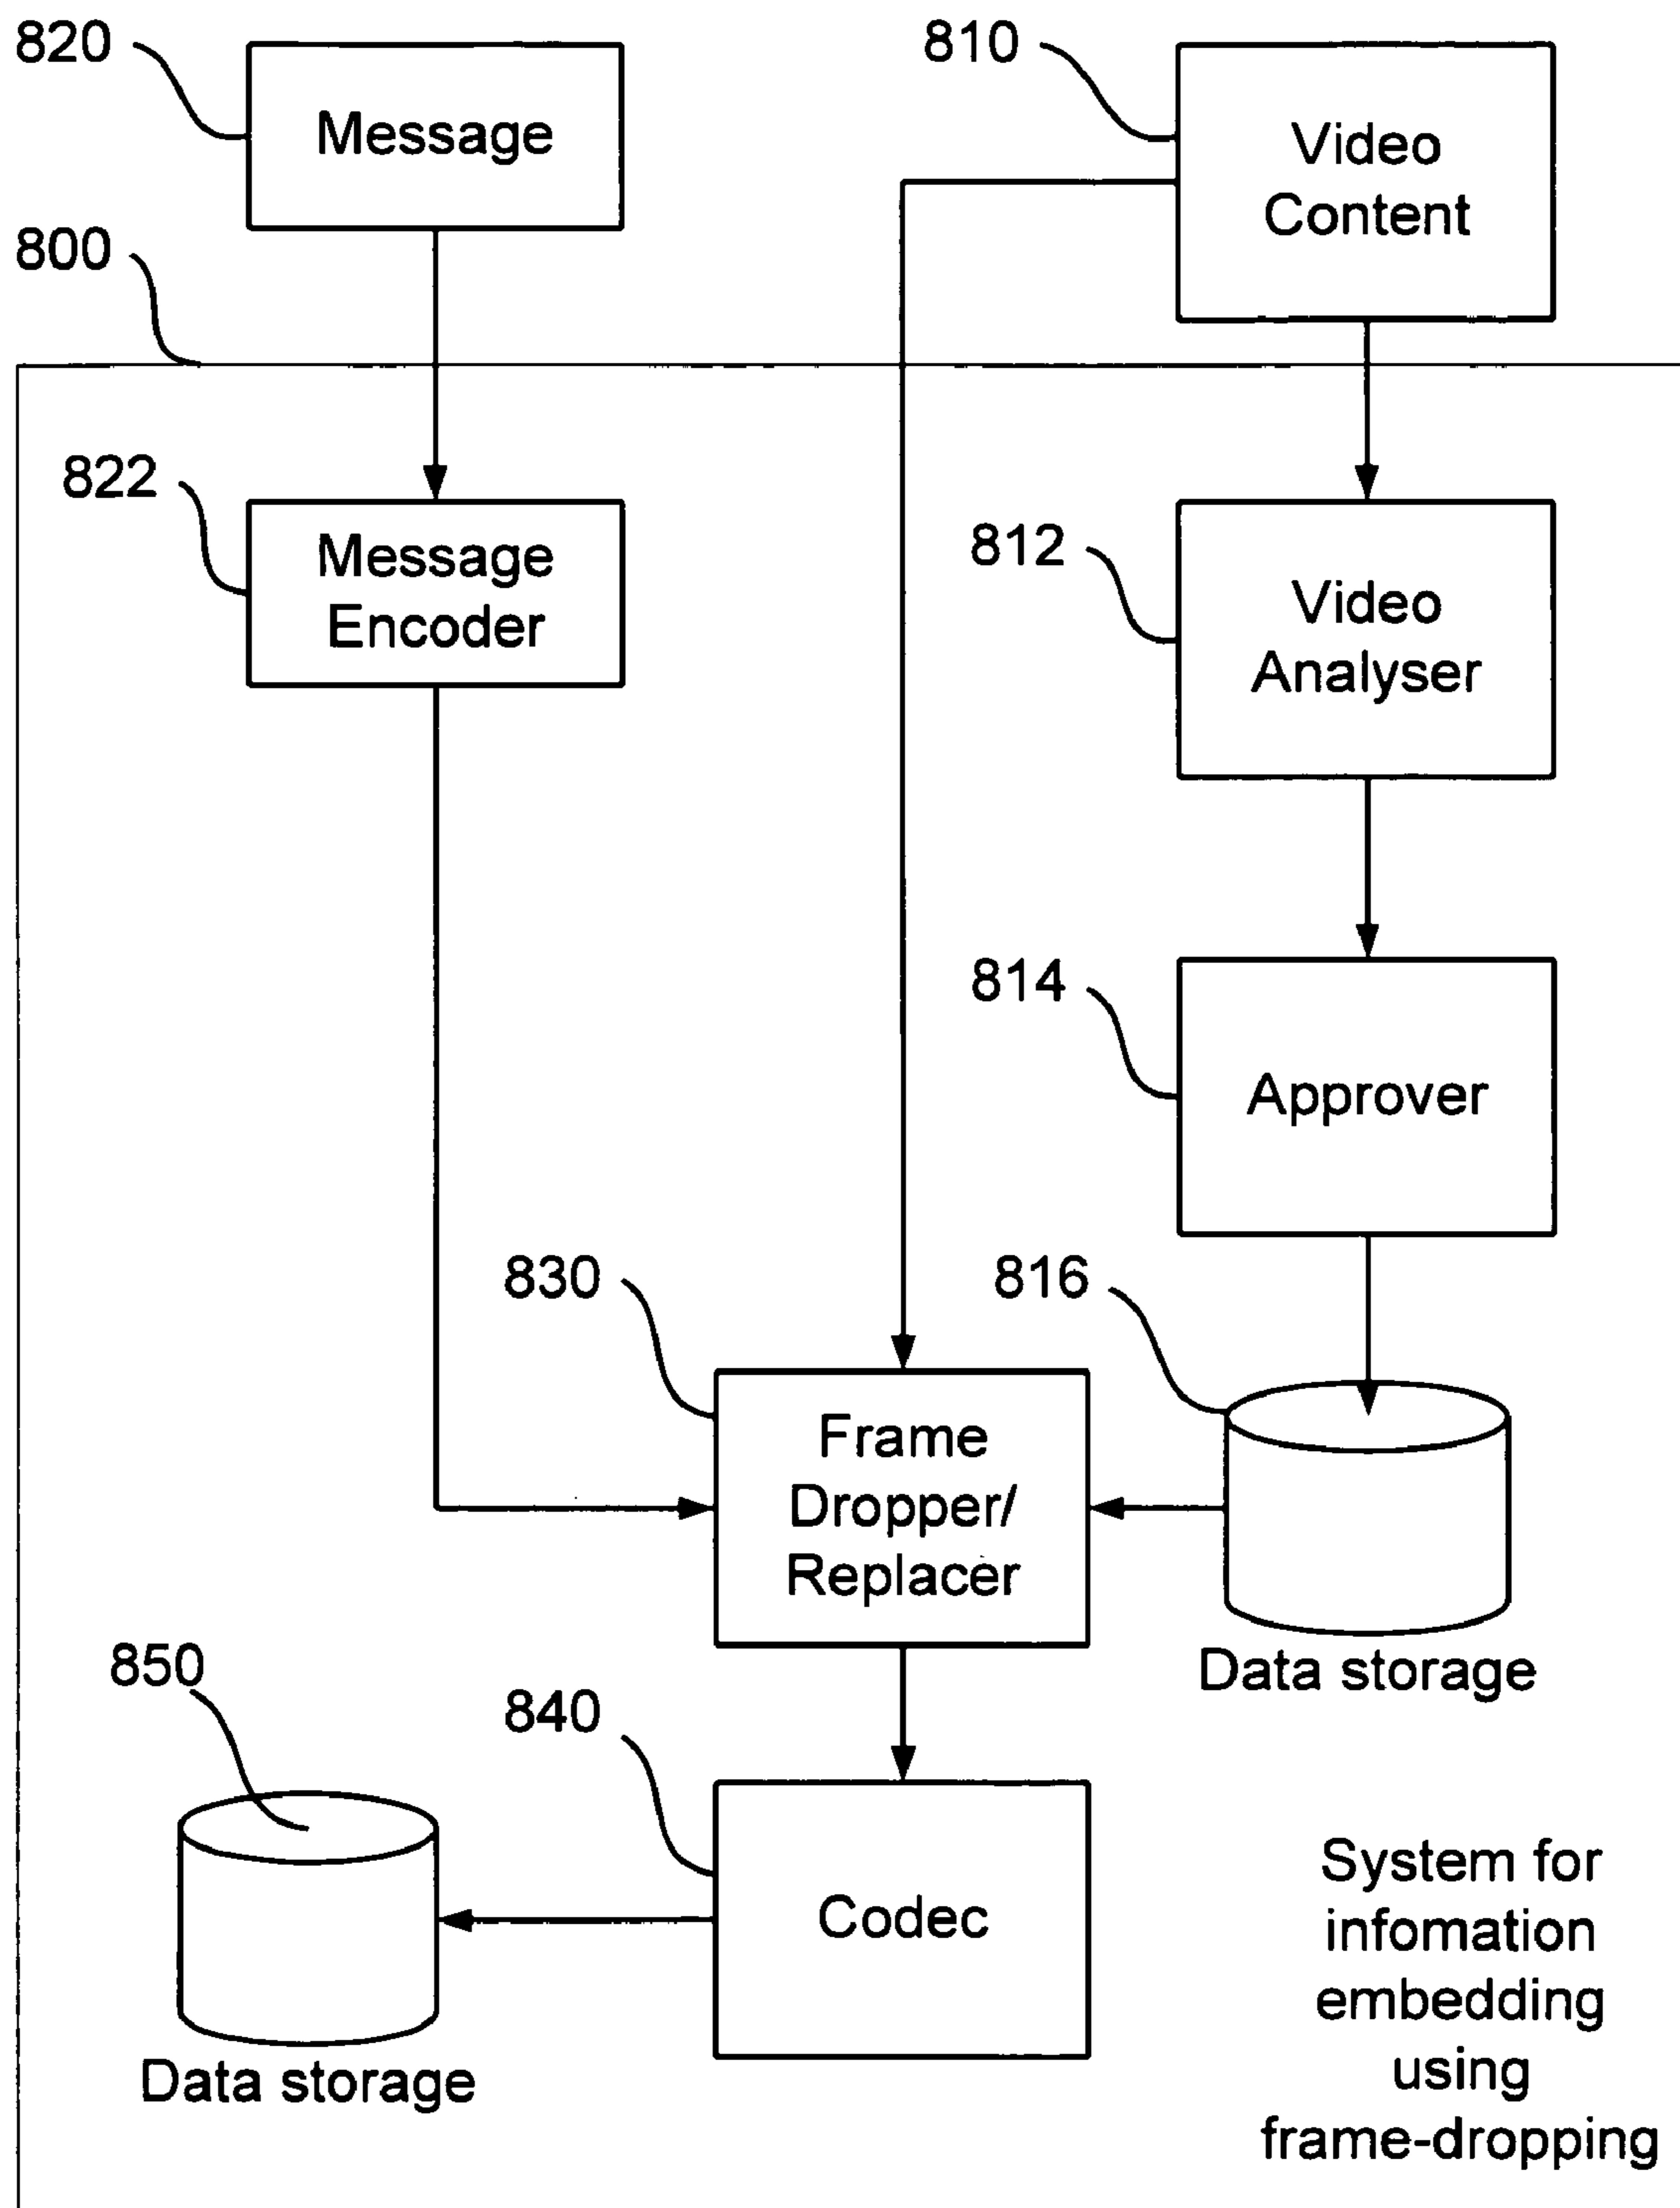 820
Message
810
Video
Content
800
822
Message
Encoder
812
Video
Analyser
814
Approver
830
Frame
Dropper/
Replacer
816
Data storage
850
Data storage
840
Codec
System for
infomation
embedding
using
frame-dropping